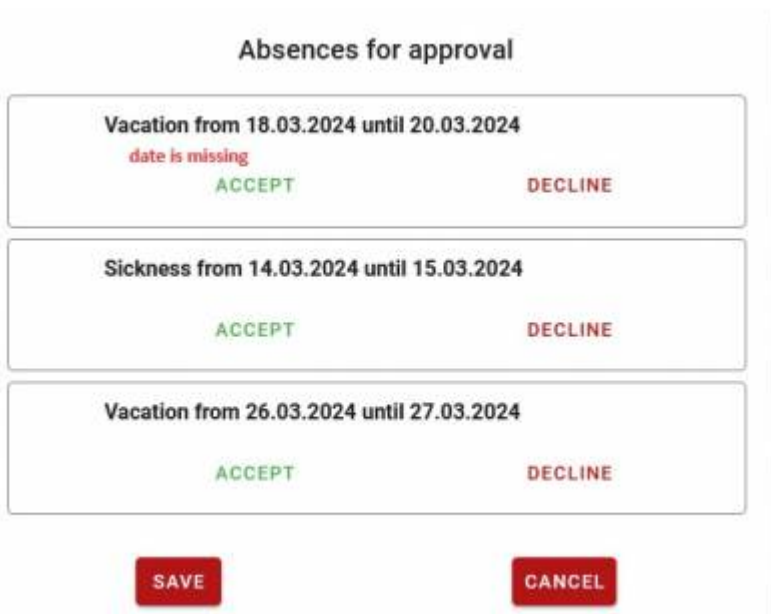 Absences for approval
Vacation from 18.03.2024 until 20.03.2024
date is missing
ACCEPT DECLINE
Sickness from 14.03.2024 until 15.03.2024
ACCEPT DECLINE
Vacation from 26.03.2024 until 27.03.2024
ACCEPT DECLINE
SAVE CANCEL